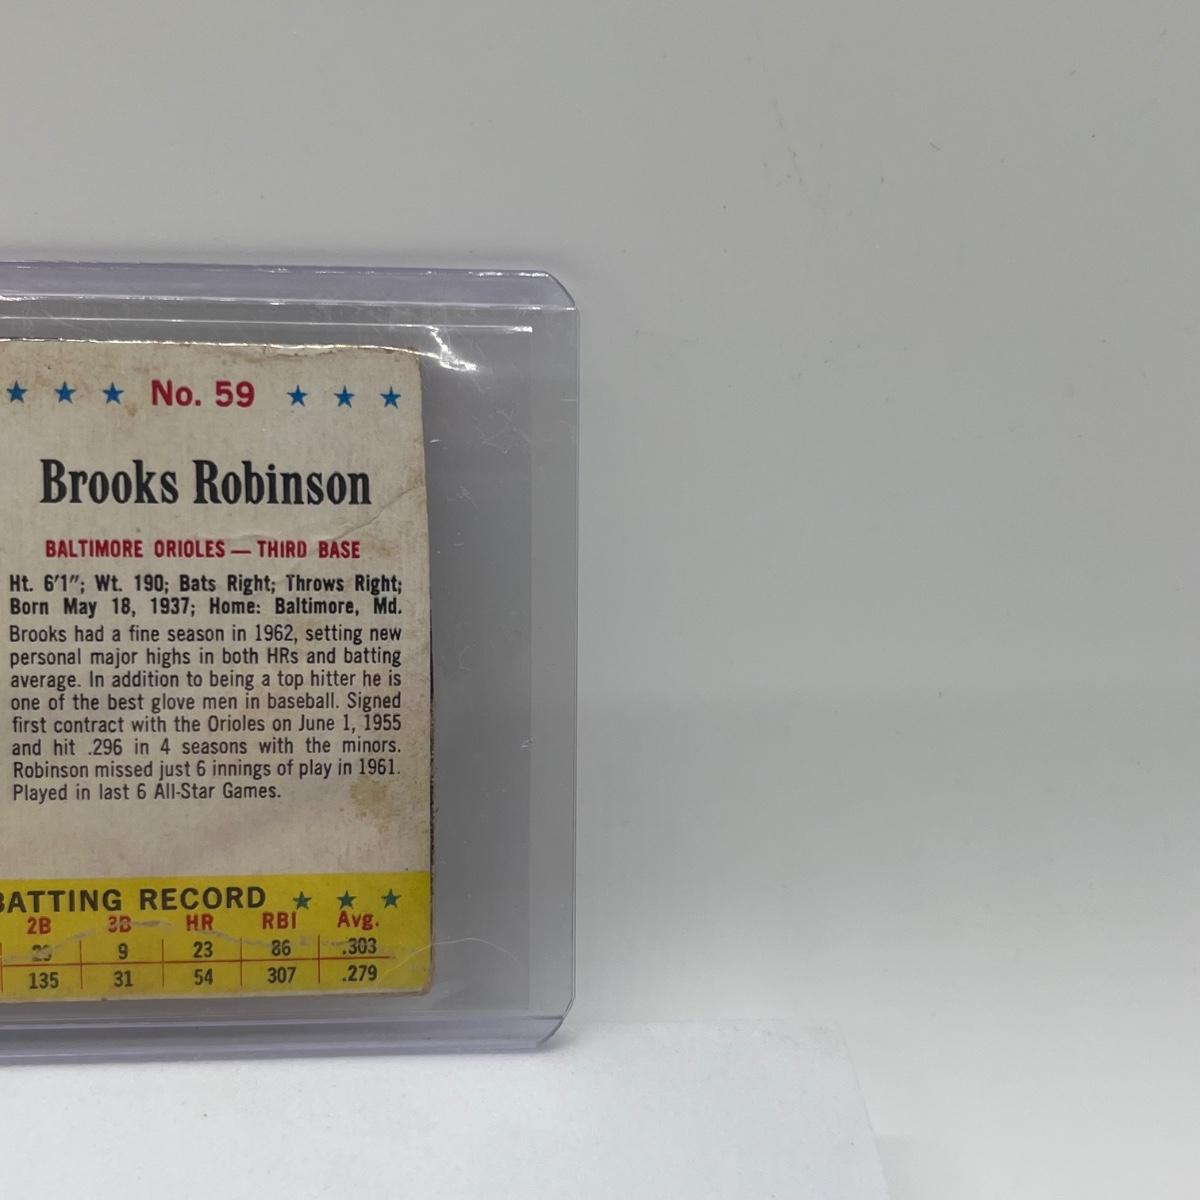 No. 59
Brooks Robinson
BALTIMORE ORIOLES — THIRD BASE
Ht. 6'1"; Wt. 190; Bats Right; Throws Right;
Born May 18, 1937; Home: Baltimore, Md.
Brooks had a fine season in 1962, setting new
personal major highs in both HRs and batting
average. In addition to being a top hitter he is
one of the best glove men in baseball. Signed
first contract with the Orioles on June 1, 1955
and hit .296 in 4 seasons with the minors.
Robinson missed just 6 innings of play in 1961.
Played in last 6 All-Star Games.
BATTING RECORD
2B 3B HR RBI Avg.
9 23 86 .303
135 31 54 307 .279